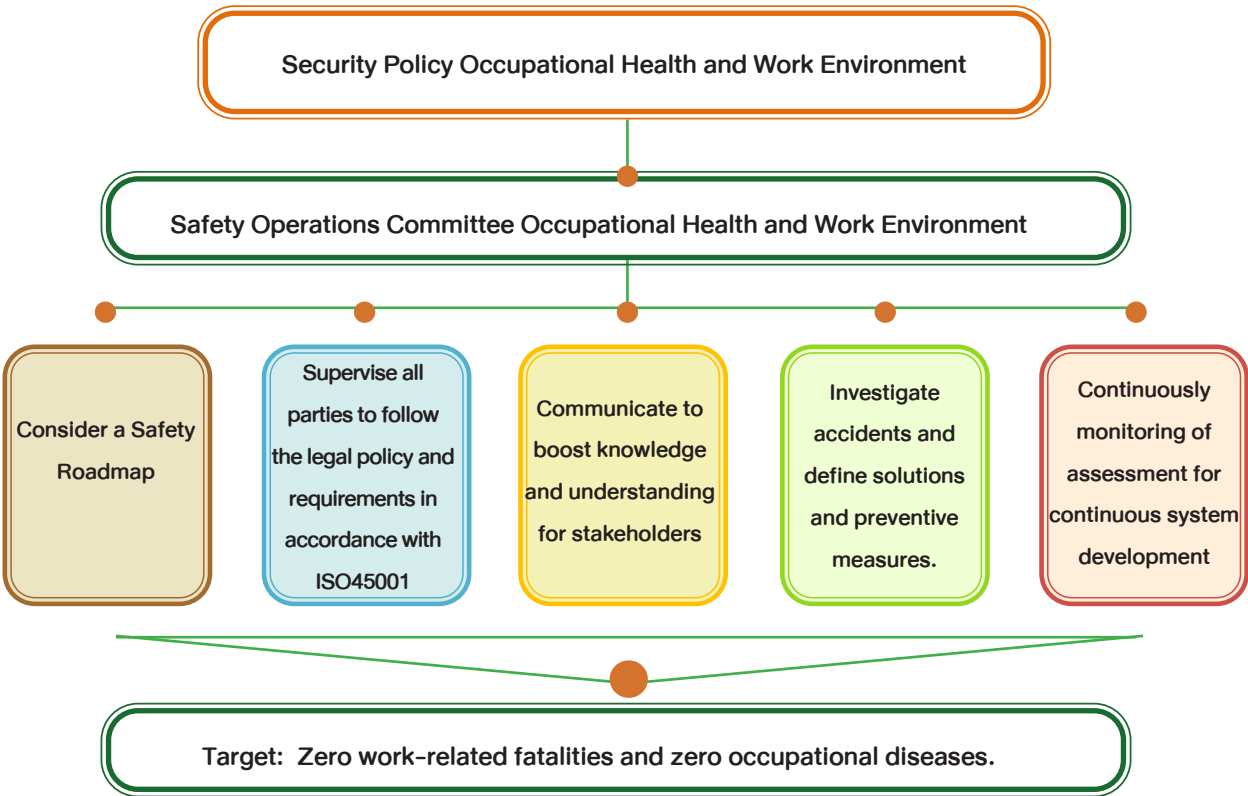 Security Policy Occupational Health and Work Environment
Safety Operations Committee Occupational Health and Work Environment
Consider a Safety
Roadmap
Supervise all
parties to follow
the legal policy and
requirements in
accordance with
ISO45001
Communicate to
boost knowledge
and understanding
for stakeholders
Investigate
accidents and
define solutions
and preventive
measures.
Continuously
monitoring of
assessment for
continuous system
development
Target: Zero work-related fatalities and zero occupational diseases.